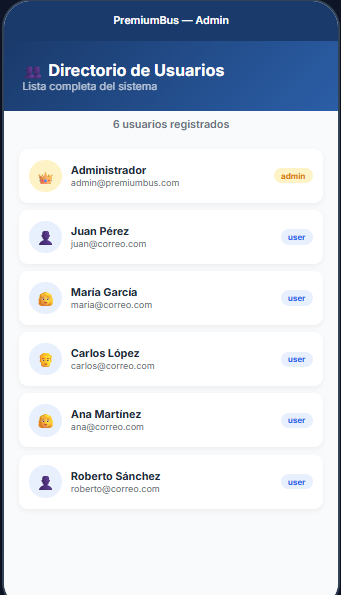 PremiumBus — Admin
Directorio de Usuarios
Lista completa del sistema
6 usuarios registrados
Administrador
admin@premiumbus.com
admin
Juan Pérez
juan@correo.com
user
María García
maria@correo.com
user
Carlos López
carlos@correo.com
user
Ana Martínez
ana@correo.com
user
Roberto Sánchez
roberto@correo.com
user